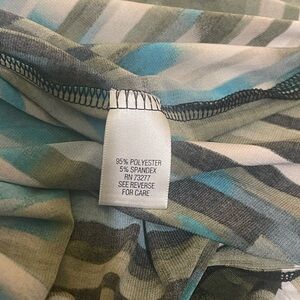 95% POLYESTER
5% SPANDEX
RN 73277
SEE REVERSE
FOR CARE